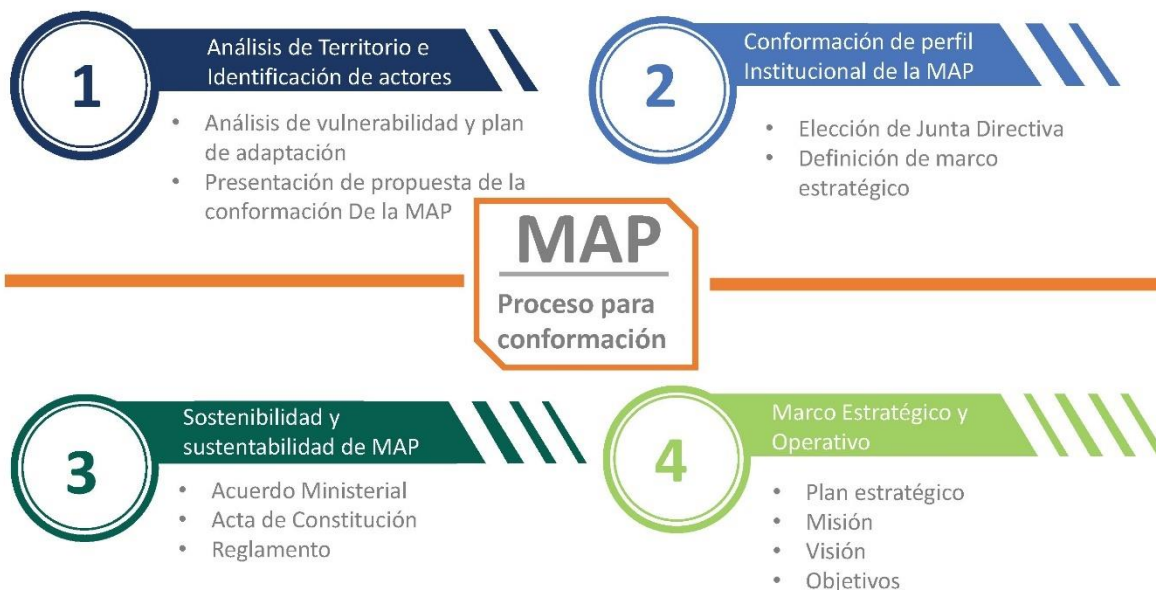 1
Análisis de Territorio e
Identificación de actores
• Análisis de vulnerabilidad y plan
de adaptación
• Presentación de propuesta de la
conformación De la MAP
2
Conformación de perfil
Institucional de la MAP
• Elección de Junta Directiva
• Definición de marco
estratégico
MAP
Proceso para
conformación
3
Sostenibilidad y
sustentabilidad de MAP
• Acuerdo Ministerial
• Acta de Constitución
• Reglamento
4
Marco Estratégico y
Operativo
• Plan estratégico
• Misión
• Visión
• Objetivos